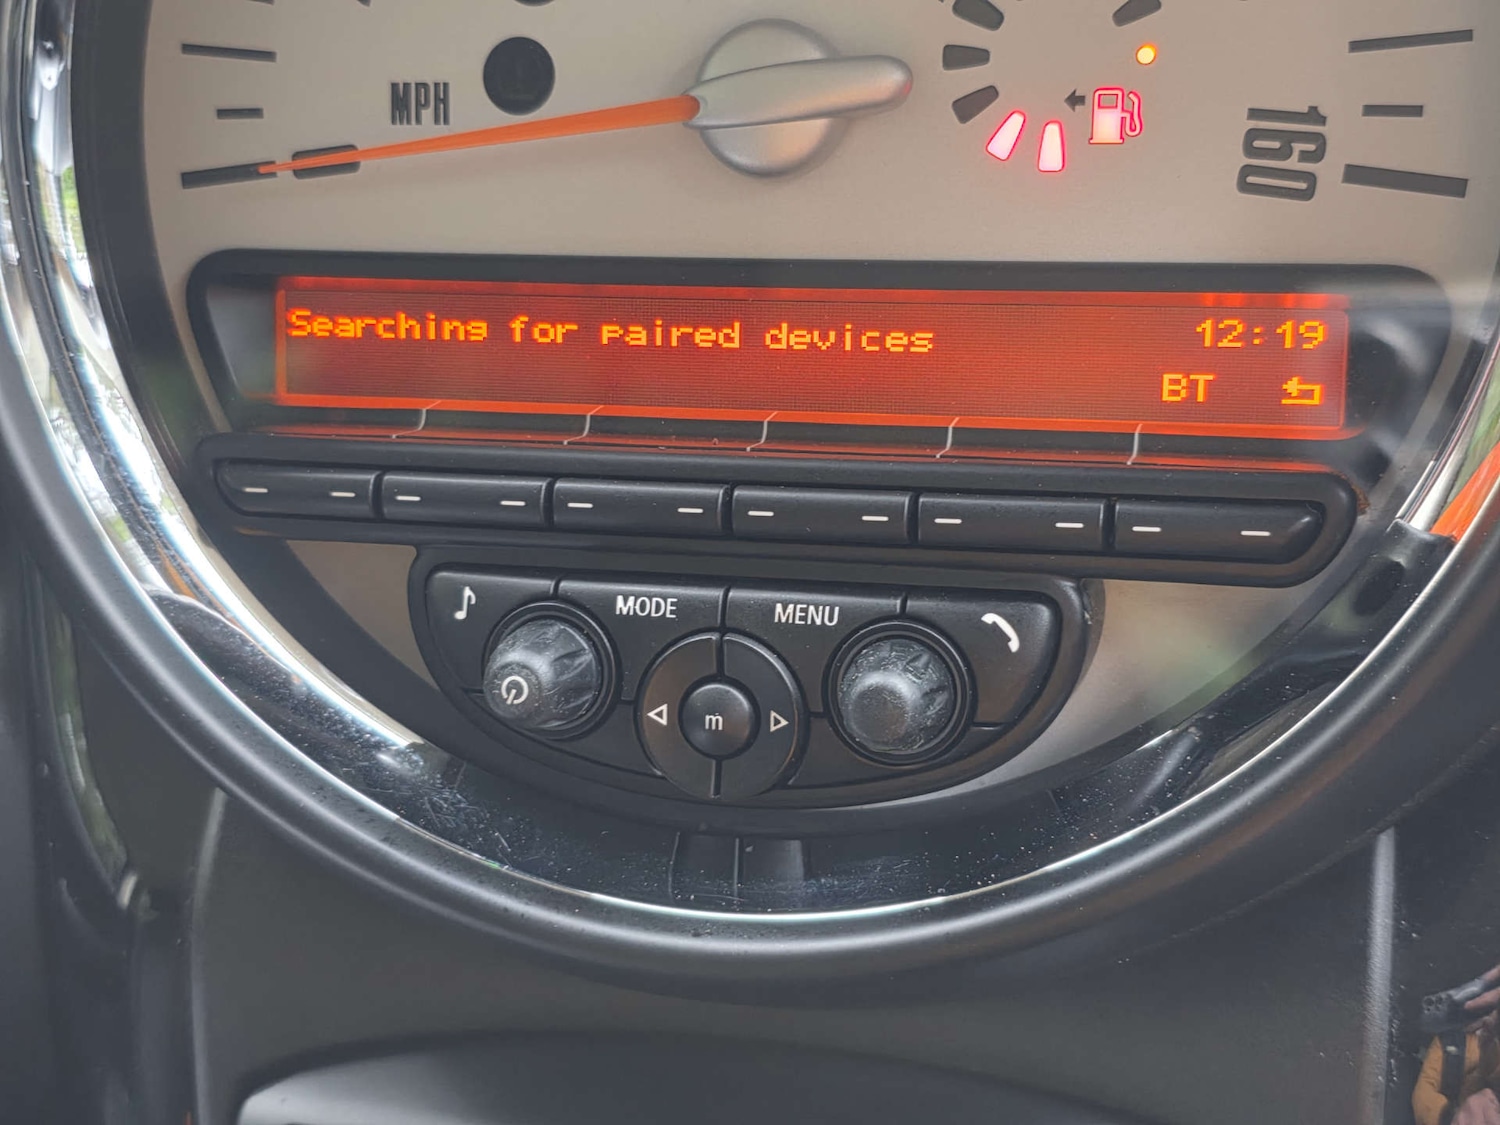 MPH
160
Searching for paired devices 12:19
BT
MODE MENU
m